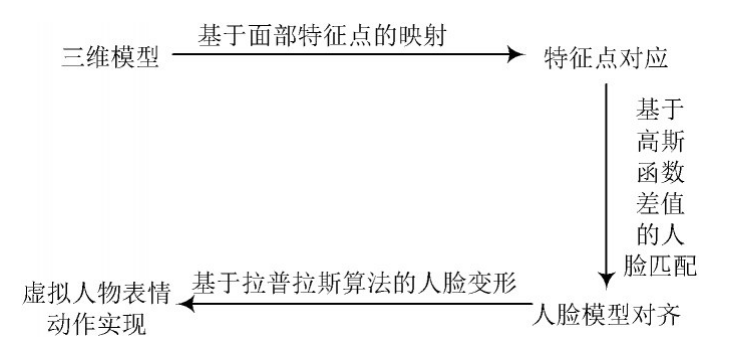 三维模型
基于面部特征点的映射
特征点对应
基于
高斯
函数
差值
的人
脸匹配
人脸模型对齐
基于拉普拉斯算法的人脸变形
虚拟人物表情
动作实现